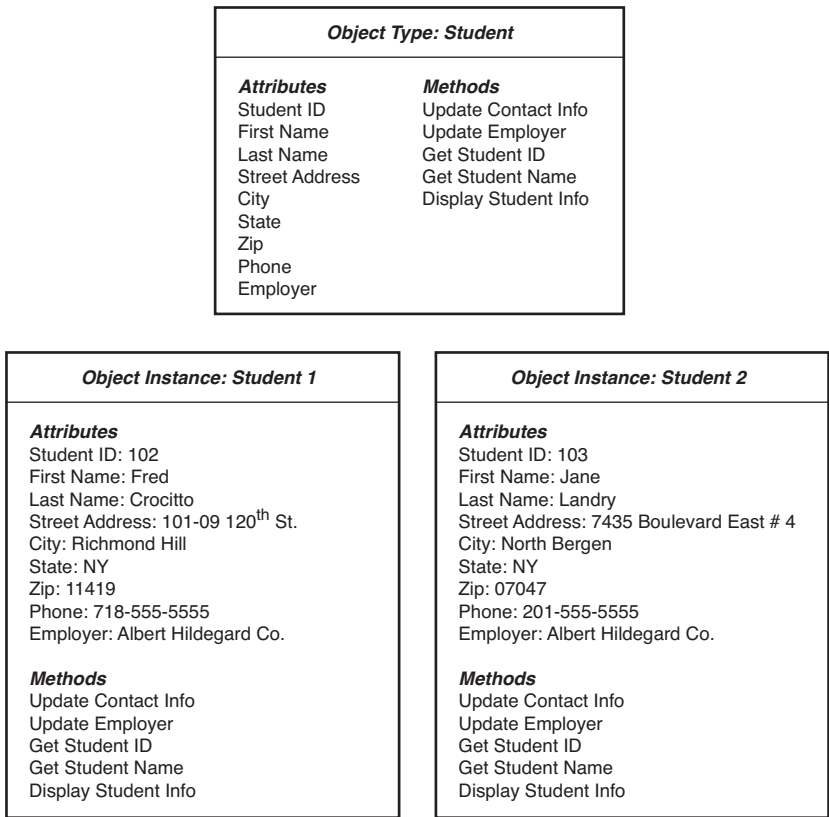 Object Type: Student
Attributes
Student ID
First Name
Last Name
Street Address
City
State
Zip
Phone
Employer
Methods
Update Contact Info
Update Employer
Get Student ID
Get Student Name
Display Student Info
Object Instance: Student 1
Attributes
Student ID: 102
First Name: Fred
Last Name: Crocitto
Street Address: 101-09 120th St.
City: Richmond Hill
State: NY
Zip: 11419
Phone: 718-555-5555
Employer: Albert Hildegard Co.
Methods
Update Contact Info
Update Employer
Get Student ID
Get Student Name
Display Student Info
Object Instance: Student 2
Attributes
Student ID: 103
First Name: Jane
Last Name: Landry
Street Address: 7435 Boulevard East # 4
City: North Bergen
State: NY
Zip: 07047
Phone: 201-555-5555
Employer: Albert Hildegard Co.
Methods
Update Contact Info
Update Employer
Get Student ID
Get Student Name
Display Student Info